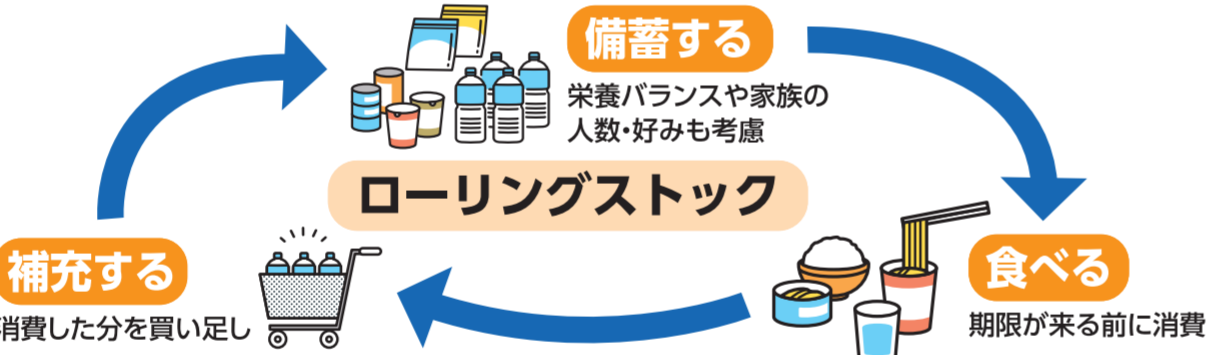 備蓄する
栄養バランスや家族の
人数・好みも考慮
ローリングストック
食べる
期限が来る前に消費
補充する
消費した分を買い足し